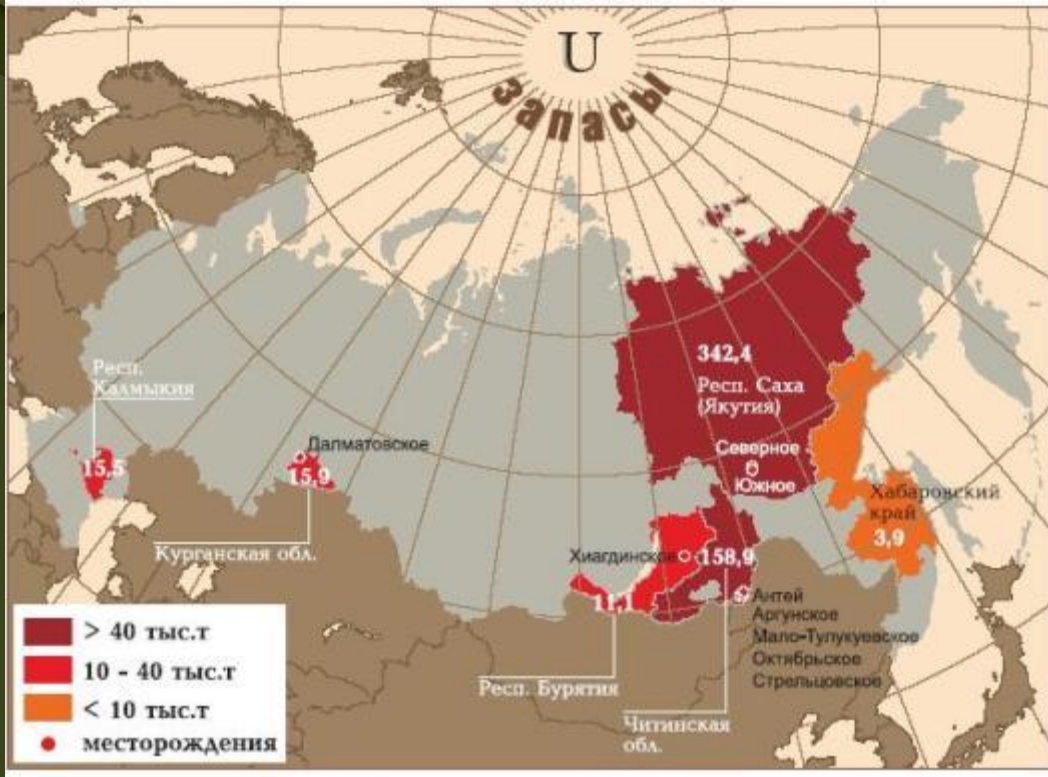 U
запасы
342,4
Респ. Саха
(Якутия)
Респ.
Калмыкия
15,5
Далматовское
15,9
Северное
Южное
Хабаровский
край
3,9
Курганская обл.
Хиагдинское
158,9
11,1
Антей
Аргунское
Мало-Тулукуевское
Октябрьское
Стрельцовское
Респ. Бурятия
Читинская
обл.
> 40 тыс.т
10 - 40 тыс.т
< 10 тыс.т
месторождения